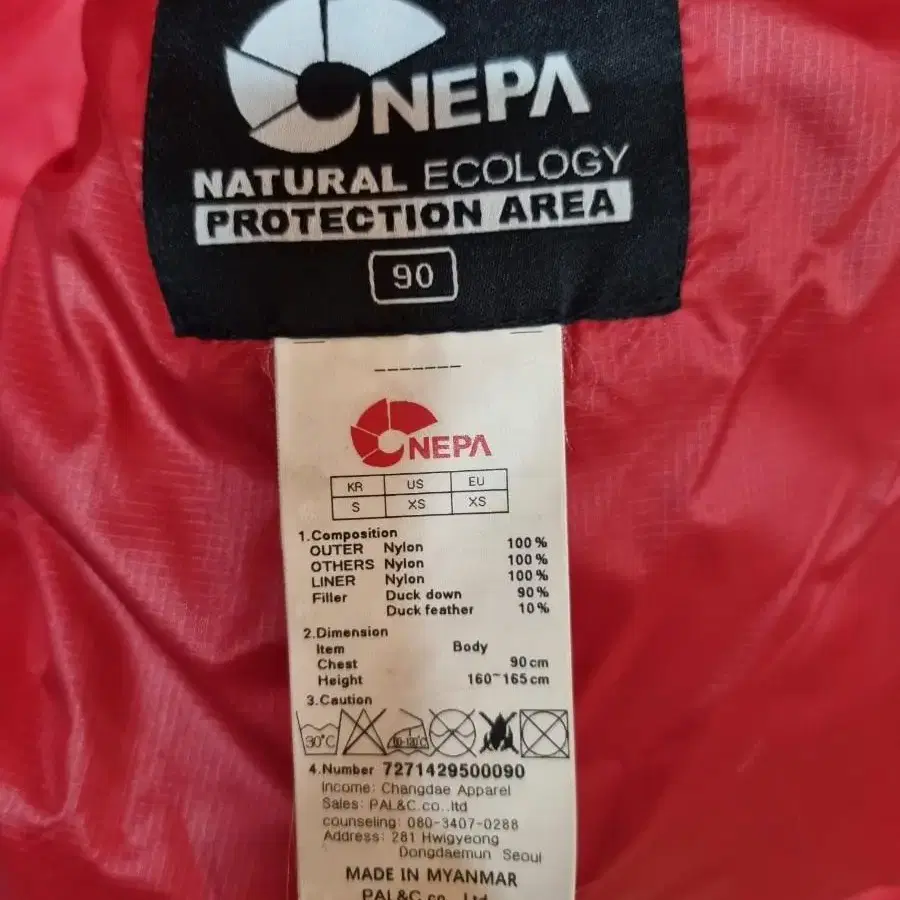 NEPA
NATURAL ECOLOGY
PROTECTION AREA
90
NEPA
KR US EU
S XS XS
1.Composition
OUTER Nylon 100%
OTHERS Nylon 100%
LINER Nylon 100%
Filler Duck down 90%
Duck feather 10%
2.Dimension
Item Body
Chest 90cm
Height 160~165cm
3.Caution
30°C
4.Number 7271429500090
Income: Changdae Apparel
Sales: PAL&C.co.,ltd
counseling: 080-3407-0288
Address: 281 Hwigyeong
Dongdaemun Seoul
MADE IN MYANMAR
PAL&C co., Ltd